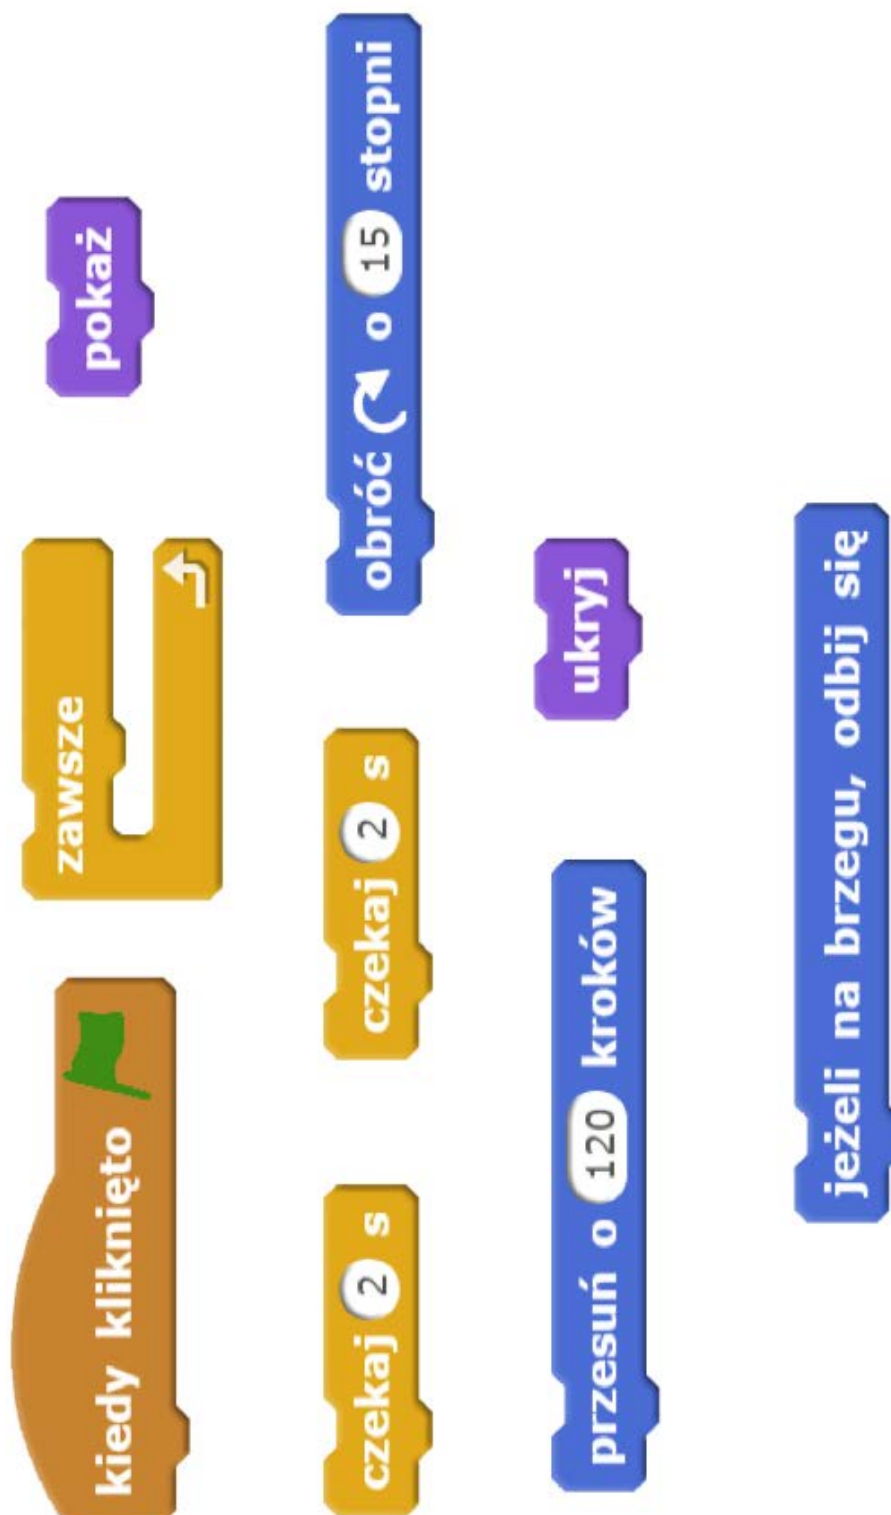 kiedy kliknięto
zawsze
pokaż
czekaj 2 s
czekaj 2 s
obróć o 15 stopni
przesuń o 120 kroków
ukryj
jeżeli na brzegu, odbij się